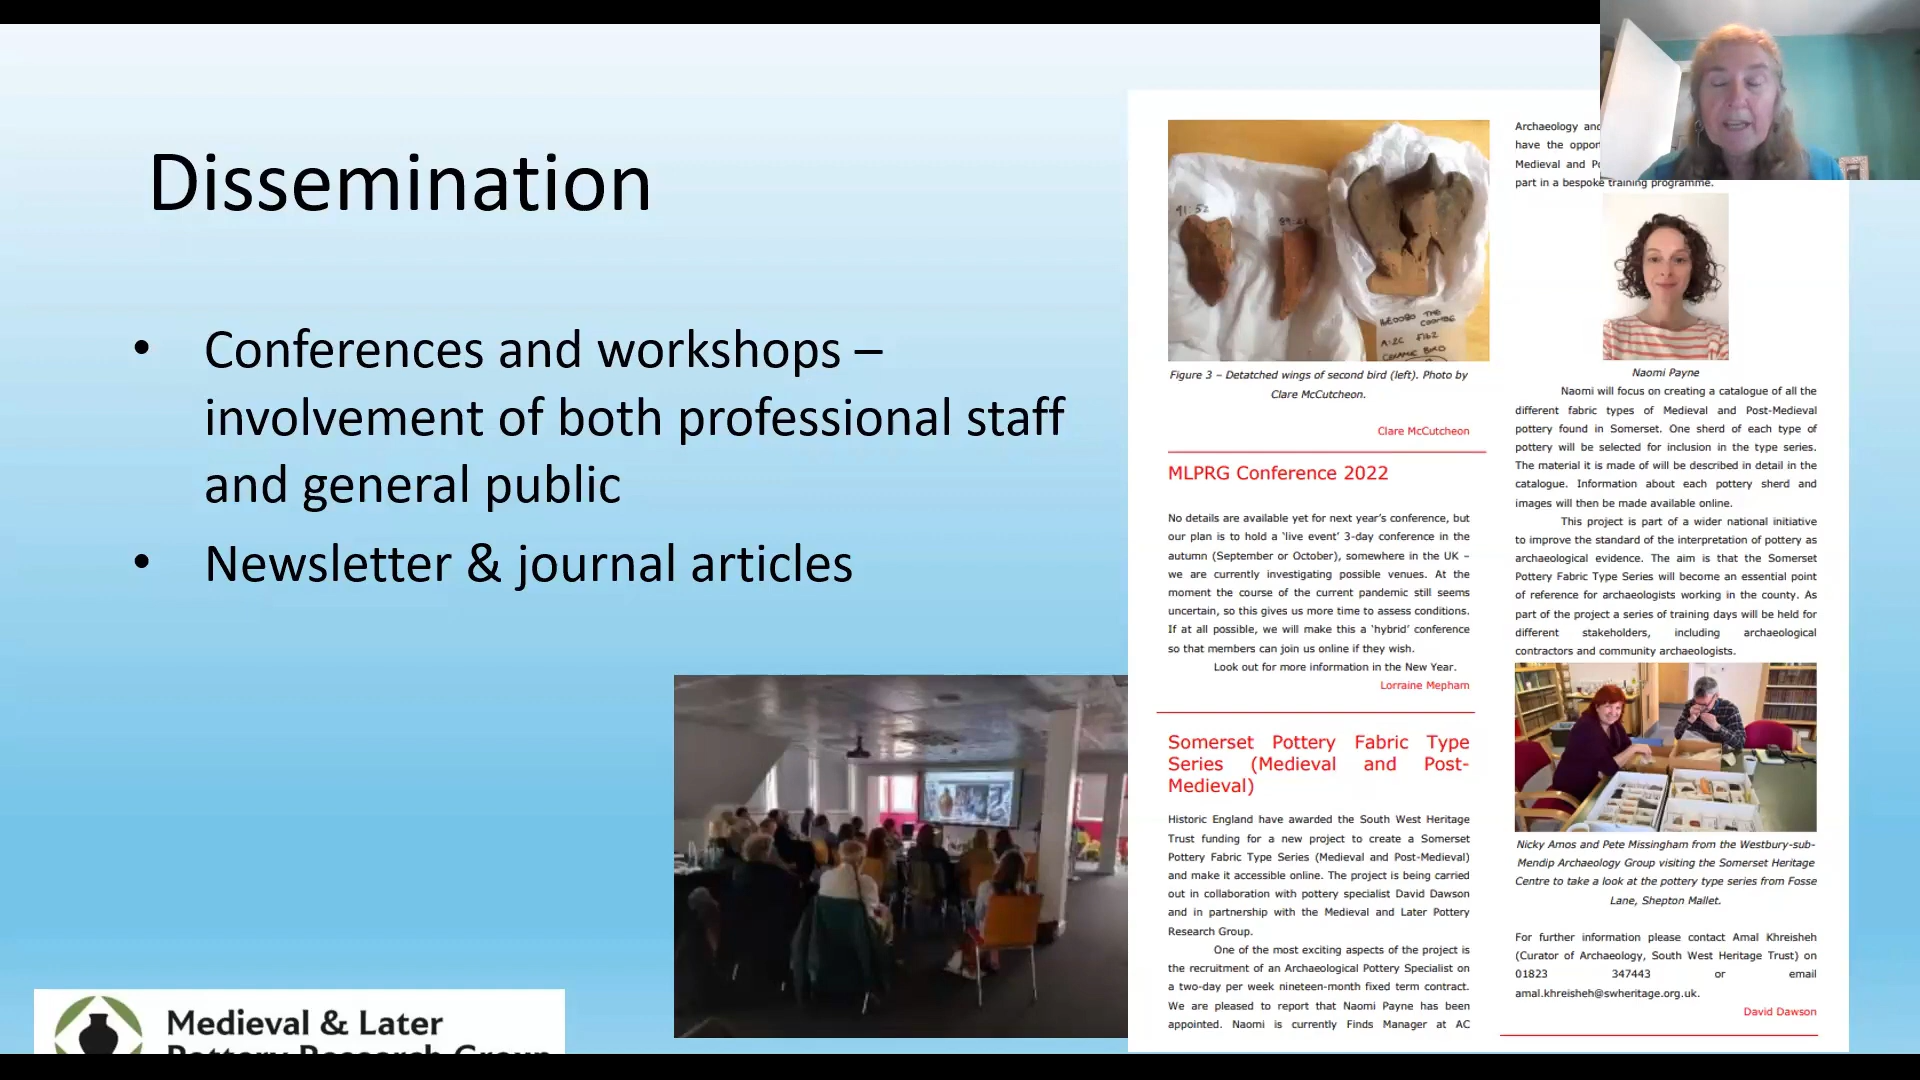 Dissemination
• Conferences and workshops –
involvement of both professional staff
and general public
• Newsletter & journal articles
Medieval & Later
Pottery Research Group
91:52
THE
COOMBE
A:2C F162
CERAMIC BIRD
Figure 3 – Detatched wings of second bird (left). Photo by
Clare McCutcheon.
Clare McCutcheon
MLPRG Conference 2022
No details are available yet for next year's conference, but
our plan is to hold a 'live event' 3-day conference in the
autumn (September or October), somewhere in the UK –
we are currently investigating possible venues. At the
moment the course of the current pandemic still seems
uncertain, so this gives us more time to assess conditions.
If at all possible, we will make this a 'hybrid' conference
so that members can join us online if they wish.
Look out for more information in the New Year.
Lorraine Mepham
Somerset Pottery Fabric Type
Series (Medieval and Post-
Medieval)
Historic England have awarded the South West Heritage
Trust funding for a new project to create a Somerset
Pottery Fabric Type Series (Medieval and Post-Medieval)
and make it accessible online. The project is being carried
out in collaboration with pottery specialist David Dawson
and in partnership with the Medieval and Later Pottery
Research Group.
One of the most exciting aspects of the project is
the recruitment of an Archaeological Pottery Specialist on
a two-day per week nineteen-month fixed term contract.
We are pleased to report that Naomi Payne has been
appointed. Naomi is currently Finds Manager at AC
Archaeology and
have the oppor
Medieval and Po
part in a bespoke training programme.
Naomi Payne
Naomi will focus on creating a catalogue of all the
different fabric types of Medieval and Post-Medieval
pottery found in Somerset. One sherd of each type of
pottery will be selected for inclusion in the type series.
The material it is made of will be described in detail in the
catalogue. Information about each pottery sherd and
images will then be made available online.
This project is part of a wider national initiative
to improve the standard of the interpretation of pottery as
archaeological evidence. The aim is that the Somerset
Pottery Fabric Type Series will become an essential point
of reference for archaeologists working in the county. As
part of the project a series of training days will be held for
different stakeholders, including archaeological
contractors and community archaeologists.
Nicky Amos and Pete Missingham from the Westbury-sub-
Mendip Archaeology Group visiting the Somerset Heritage
Centre to take a look at the pottery type series from Fosse
Lane, Shepton Mallet.
For further information please contact Amal Khreisheh
(Curator of Archaeology, South West Heritage Trust) on
01823 347443 or email
amal.khreisheh@swheritage.org.uk.
David Dawson